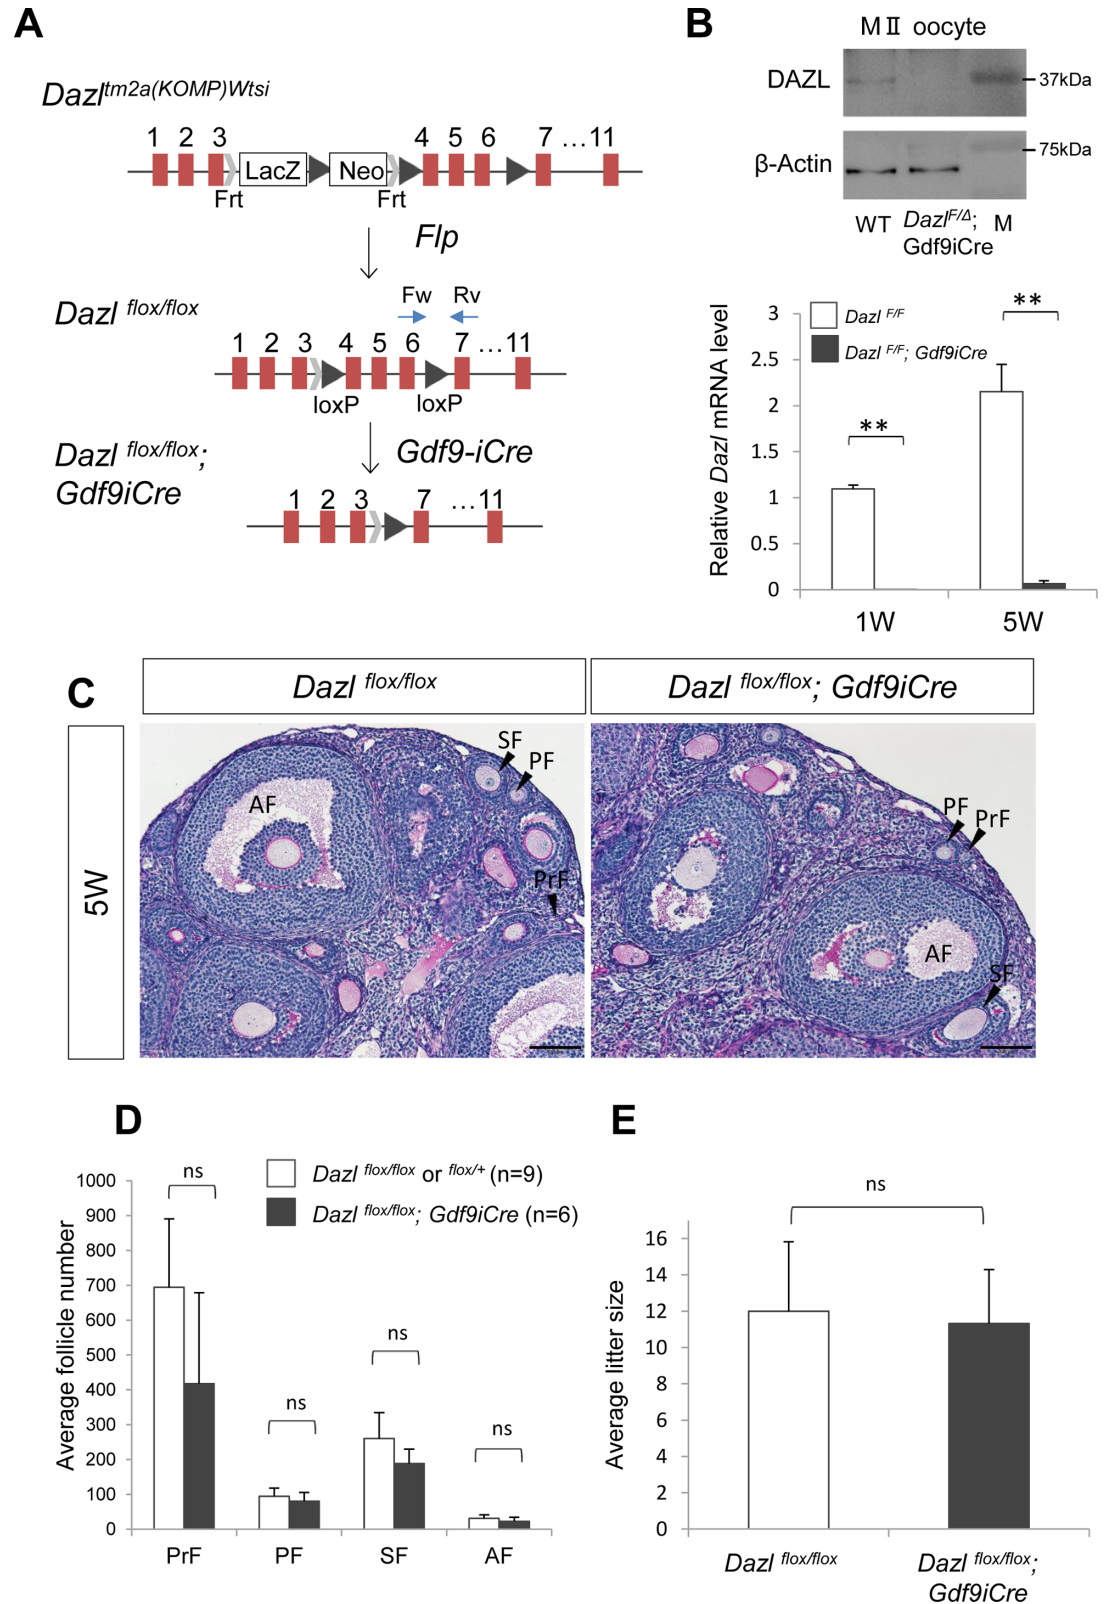 A
Dazl tm2a(KOMP)Wtsi
1 2 3 4 5 6 7 ...11
LacZ Neo
Frt Frt
Flp
Dazl flox/flox
Fw Rv
1 2 3 4 5 6 7 ...11
loxP loxP
Gdf9-iCre
Dazl flox/flox;
Gdf9iCre
1 2 3 7 ...11
B
MⅡ oocyte
DAZL
37kDa
75kDa
β-Actin
WT Dazl F/Δ; M
Gdf9iCre
Relative Dazl mRNA level
3
2.5
2
1.5
1
0.5
0
Dazl F/F
Dazl F/F; Gdf9iCre
**
**
1W 5W
C
Dazl flox/flox
Dazl flox/flox; Gdf9iCre
5W
SF
PF
AF
PrF
PF
PrF
AF
SF
D
Average follicle number
1000
900
800
700
600
500
400
300
200
100
0
Dazl flox/flox or flox/+ (n=9)
Dazl flox/flox; Gdf9iCre (n=6)
ns
ns
ns
ns
PrF PF SF AF
E
Average litter size
16
14
12
10
8
6
4
2
0
ns
Dazl flox/flox
Dazl flox/flox;
Gdf9iCre